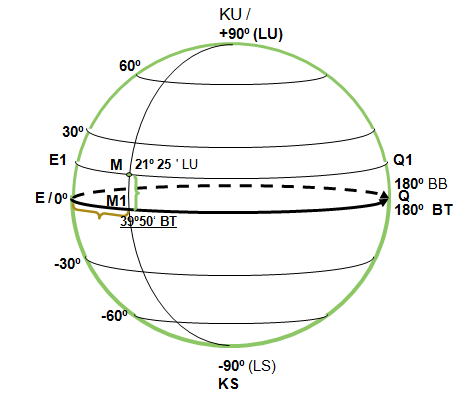 KU /
+90º (LU)
60º
30º
E1
M
21º 25 ' LU
Q1
180º BB
E / 0º
M1
Q
180º BT
39º50‘ BT
-30º
-60º
-90º (LS)
KS